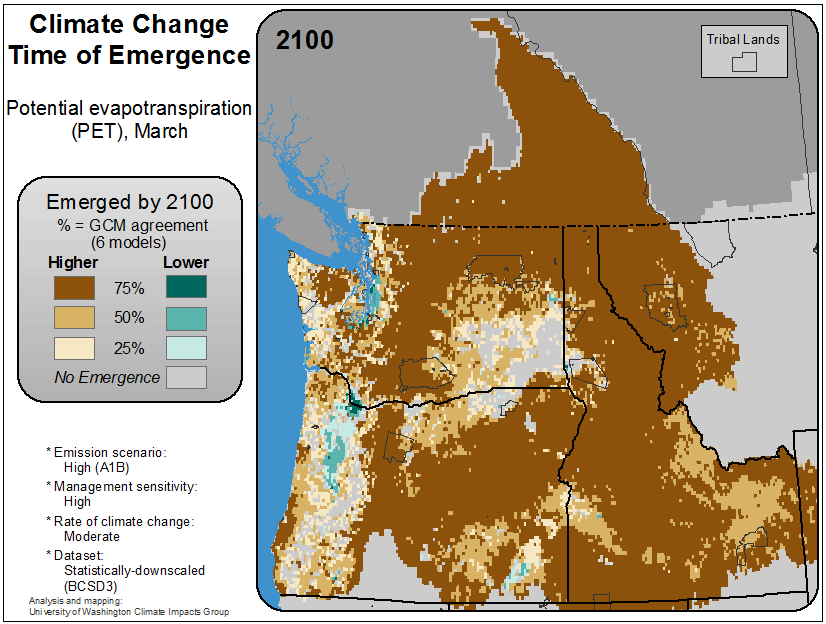 Climate Change
Time of Emergence
Potential evapotranspiration
(PET), March
Emerged by 2100
% = GCM agreement
(6 models)
Higher Lower
75%
50%
25%
No Emergence
* Emission scenario:
High (A1B)
* Management sensitivity:
High
* Rate of climate change:
Moderate
* Dataset:
Statistically-downscaled
(BCSD3)
Analysis and mapping:
University of Washington Climate Impacts Group
2100
Tribal Lands